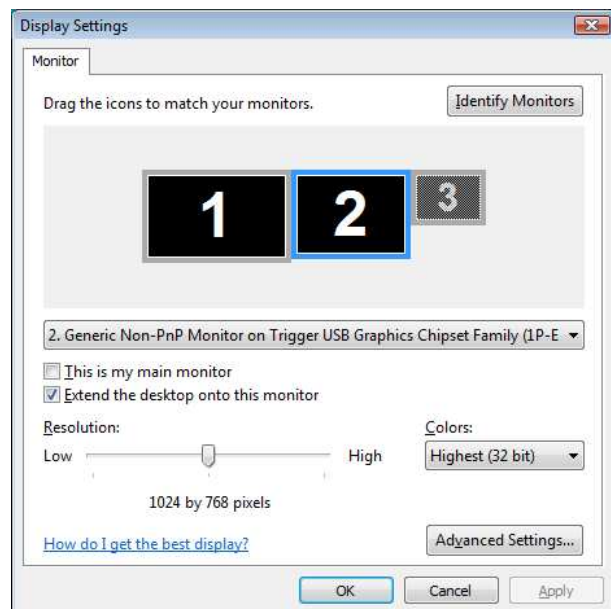 Display Settings
Monitor
Drag the icons to match your monitors.
Identify Monitors
1 2 3
2. Generic Non-PnP Monitor on Trigger USB Graphics Chipset Family (1P-E
This is my main monitor
Extend the desktop onto this monitor
Resolution:
Colors:
Low High
Highest (32 bit)
1024 by 768 pixels
How do I get the best display?
Advanced Settings...
OK Cancel Apply